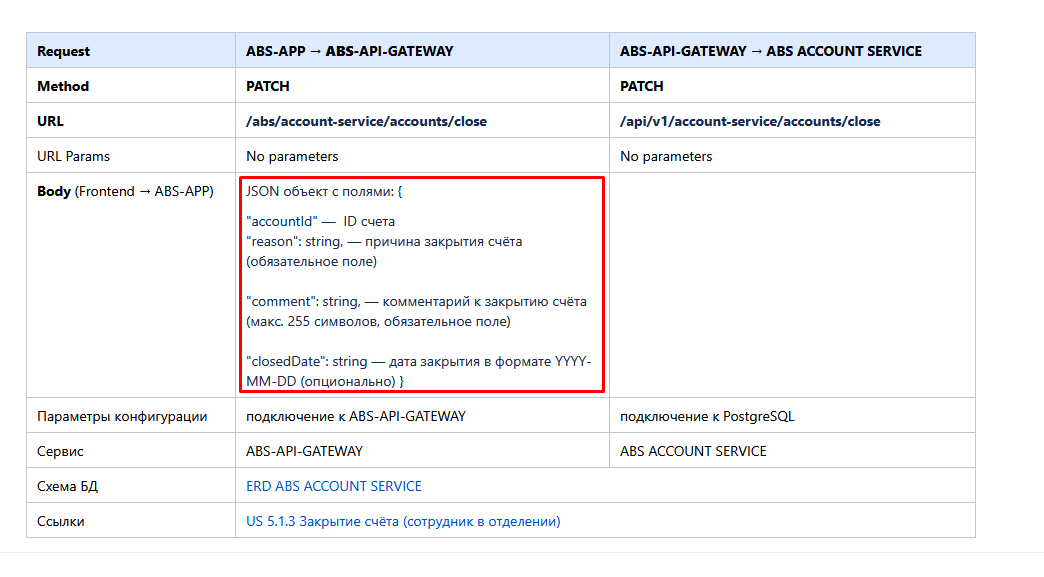 Request
ABS-APP → ABS-API-GATEWAY
ABS-API-GATEWAY → ABS ACCOUNT SERVICE
Method
PATCH
PATCH
URL
/abs/account-service/accounts/close
/api/v1/account-service/accounts/close
URL Params
No parameters
No parameters
Body (Frontend → ABS-APP)
JSON объект с полями: {
"accountId" — ID счета
"reason": string, — причина закрытия счёта
(обязательное поле)
"comment": string, — комментарий к закрытию счёта
(макс. 255 символов, обязательное поле)
"closedDate": string — дата закрытия в формате YYYY-
MM-DD (опционально) }
Параметры конфигурации
подключение к ABS-API-GATEWAY
подключение к PostgreSQL
Сервис
ABS-API-GATEWAY
ABS ACCOUNT SERVICE
Схема БД
ERD ABS ACCOUNT SERVICE
Ссылки
US 5.1.3 Закрытие счёта (сотрудник в отделении)